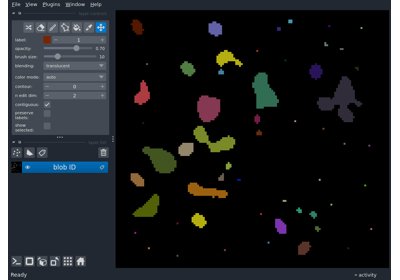 File View Plugins Window Help
label: 1
opacity: 0.70
brush size: 10
blending: translucent
color mode: auto
contour: 0
n edit dim: 2
contiguous:
preserve labels:
show selected:
blob ID
Ready
activity